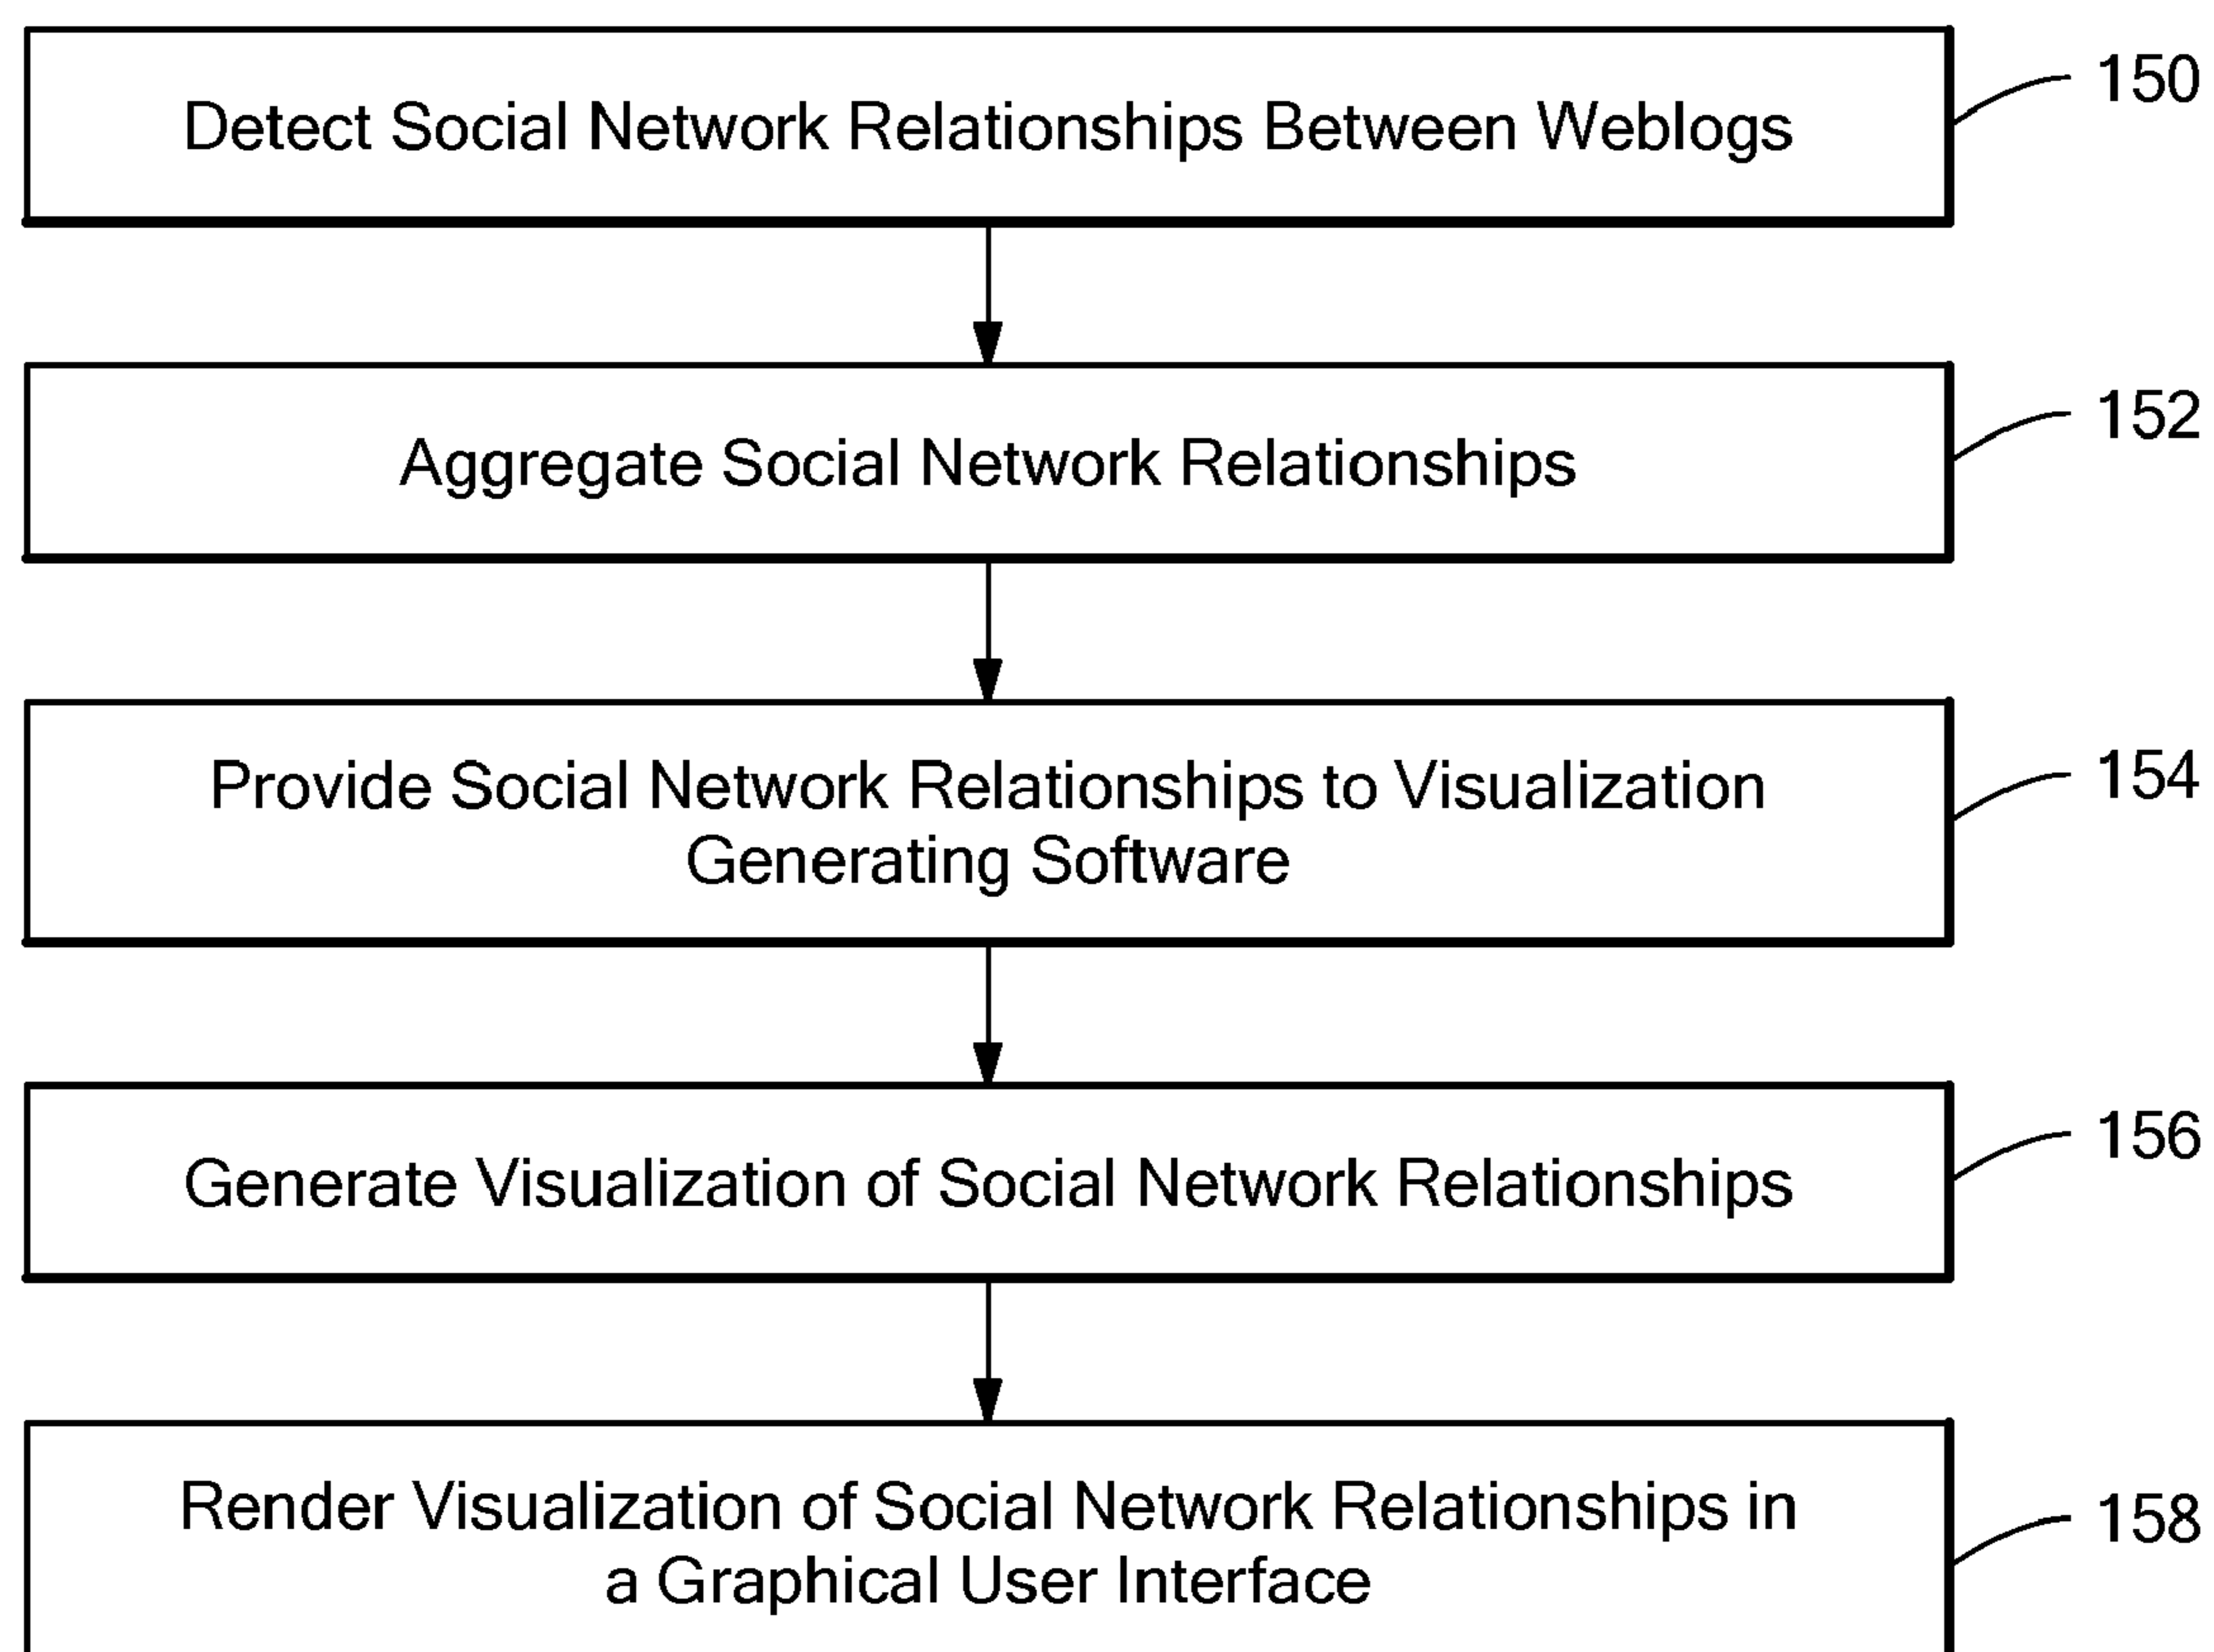 Detect Social Network Relationships Between Weblogs
150
Aggregate Social Network Relationships
152
Provide Social Network Relationships to Visualization
Generating Software
154
Generate Visualization of Social Network Relationships
156
Render Visualization of Social Network Relationships in
a Graphical User Interface
158